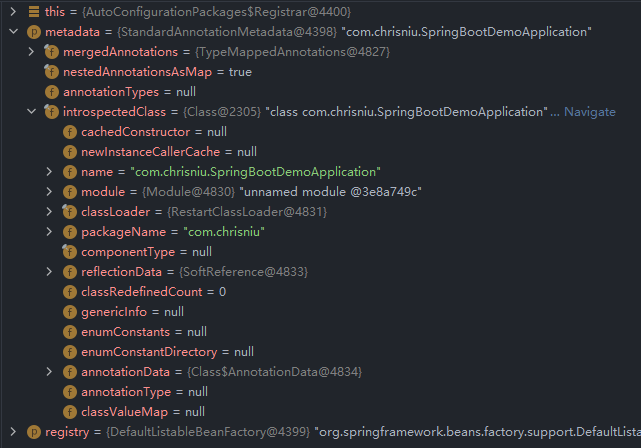 this = {AutoConfigurationPackages$Registrar@4400}
p metadata = {StandardAnnotationMetadata@4398} "com.chrisniu.SpringBootDemoApplication"
f mergedAnnotations = {TypeMappedAnnotations@4827}
f nestedAnnotationsAsMap = true
f annotationTypes = null
f introspectedClass = {Class@2305} "class com.chrisniu.SpringBootDemoApplication"... Navigate
f cachedConstructor = null
f newInstanceCallerCache = null
f name = "com.chrisniu.SpringBootDemoApplication"
f module = {Module@4830} "unnamed module @3e8a749c"
f classLoader = {RestartClassLoader@4831}
f packageName = "com.chrisniu"
f componentType = null
f reflectionData = {SoftReference@4833}
f classRedefinedCount = 0
f genericInfo = null
f enumConstants = null
f enumConstantDirectory = null
f annotationData = {Class$AnnotationData@4834}
f annotationType = null
f classValueMap = null
p registry = {DefaultListableBeanFactory@4399} "org.springframework.beans.factory.support.DefaultLista